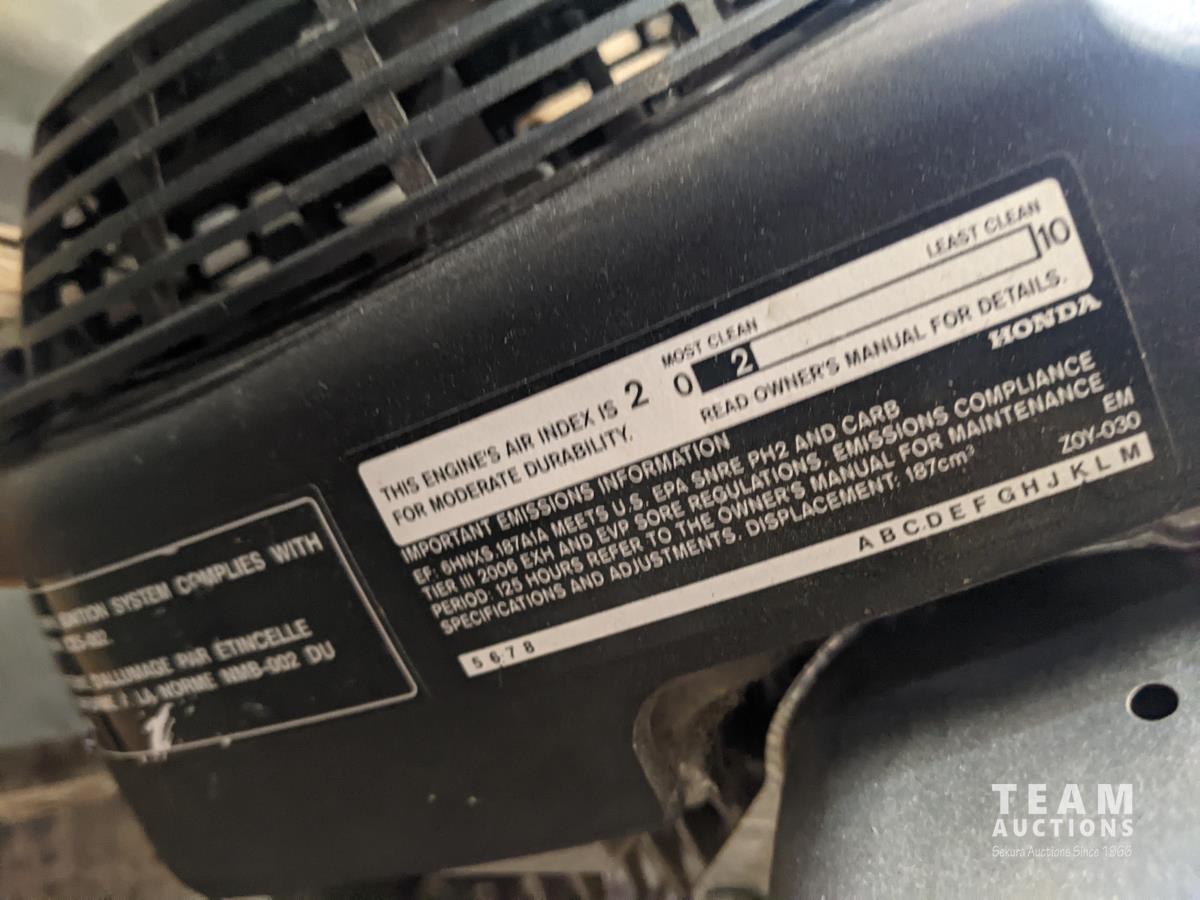 THIS ENGINE'S AIR INDEX IS 2
FOR MODERATE DURABILITY.
MOST CLEAN
LEAST CLEAN
0 2 10
READ OWNER'S MANUAL FOR DETAILS.
HONDA
IMPORTANT EMISSIONS INFORMATION
EF: 6HNXS.187A1A MEETS U.S. EPA SNRE PH2 AND CARB
TIER III 2006 EXH AND EVP SORE REGULATIONS. EMISSIONS COMPLIANCE
PERIOD: 125 HOURS REFER TO THE OWNER'S MANUAL FOR MAINTENANCE
SPECIFICATIONS AND ADJUSTMENTS. DISPLACEMENT: 187cm³
EM
Z0Y-030
5 6 7 8 A B C D E F G H J K L M
SYSTEM COMPLIES WITH
PAR ÉTINCELLE
À LA NORME NMB-002 DU
TEAM
AUCTIONS
Sekura Auctions Since 1966